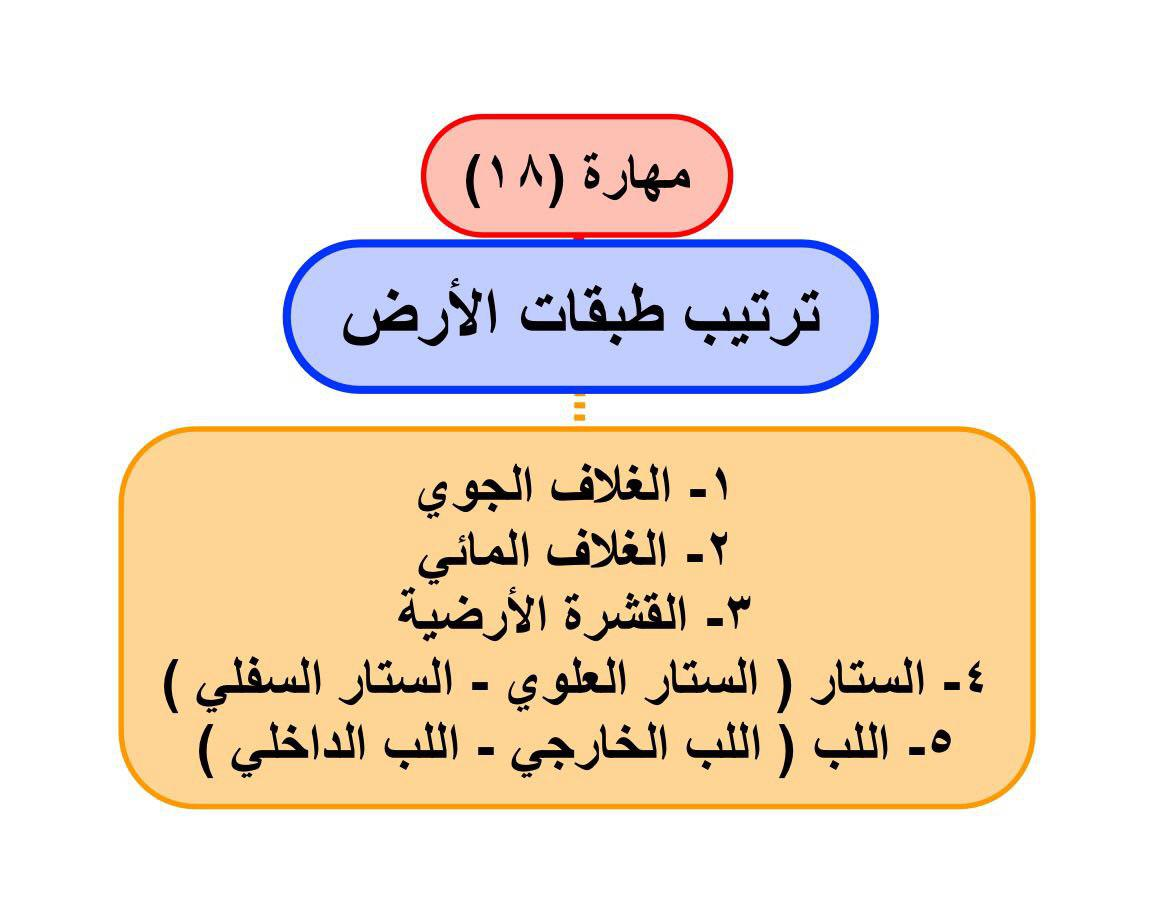 مهارة (١٨)
ترتيب طبقات الأرض
١- الغلاف الجوي
٢- الغلاف المائي
٣- القشرة الأرضية
٤- الستار ( الستار العلوي - الستار السفلي )
٥- اللب ( اللب الخارجي - اللب الداخلي )